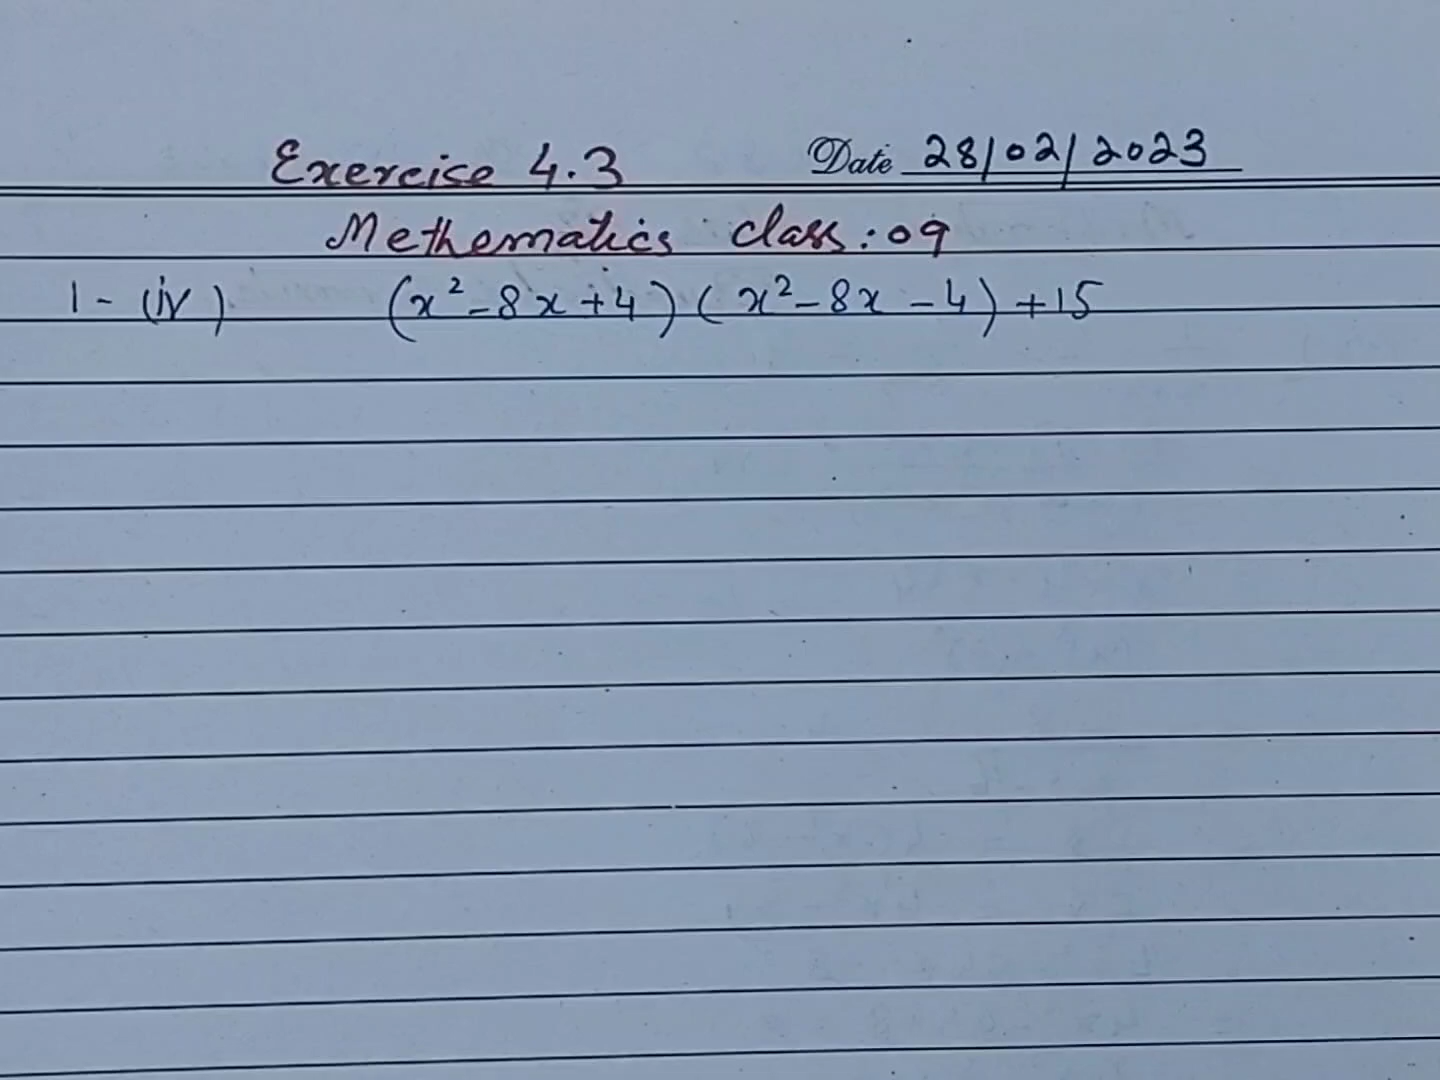 Exercise 4.3 Date 28/02/2023
Methematics class:09
1- (iv) (x²-8x+4)(x²-8x-4)+15